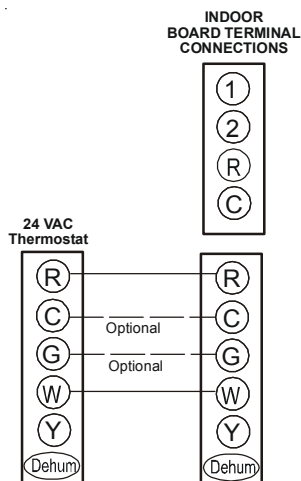 INDOOR
BOARD TERMINAL
CONNECTIONS
1
2
R
C
24 VAC
Thermostat
R R
C Optional C
G Optional G
W W
Y Y
Dehum Dehum